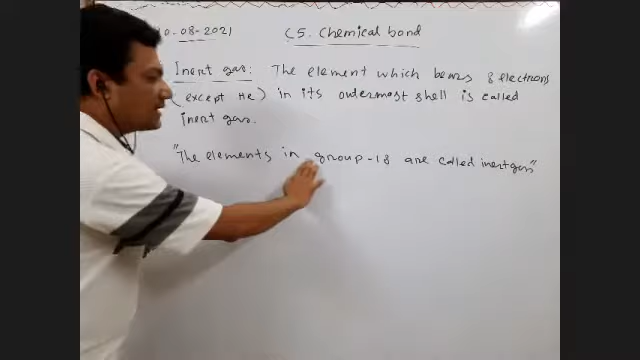 10-08-2021 C5. Chemical bond
Inert gas: The element which bears 8 electrons
(except He) in its outermost shell is called
inert gas.
"The elements in group-18 are called inert gas"